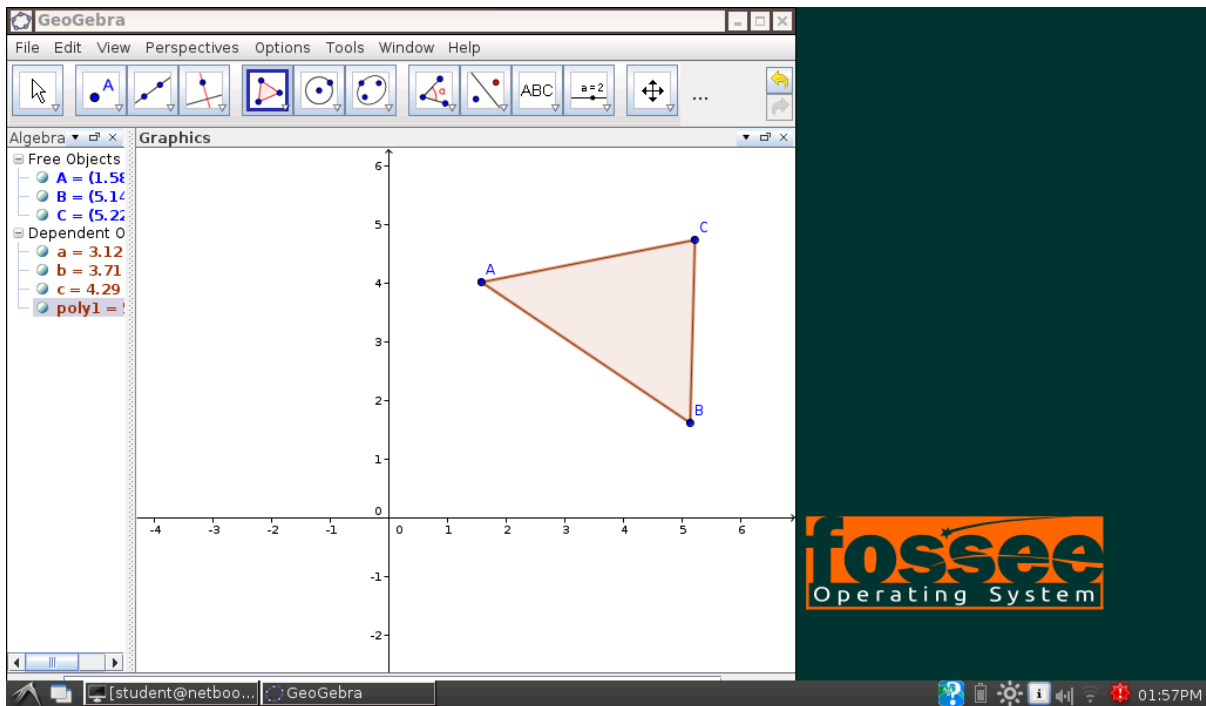 GeoGebra
File Edit View Perspectives Options Tools Window Help
A α ABC a=2 ...
Algebra Graphics
Free Objects
A = (1.58
B = (5.14
C = (5.22
Dependent O
a = 3.12
b = 3.71
c = 4.29
poly1 =
6
5
C
A
4
3
2
B
1
0
-4 -3 -2 -1 0 1 2 3 4 5 6
-1
-2
fossee
Operating System
[student@netboo... GeoGebra 01:57PM